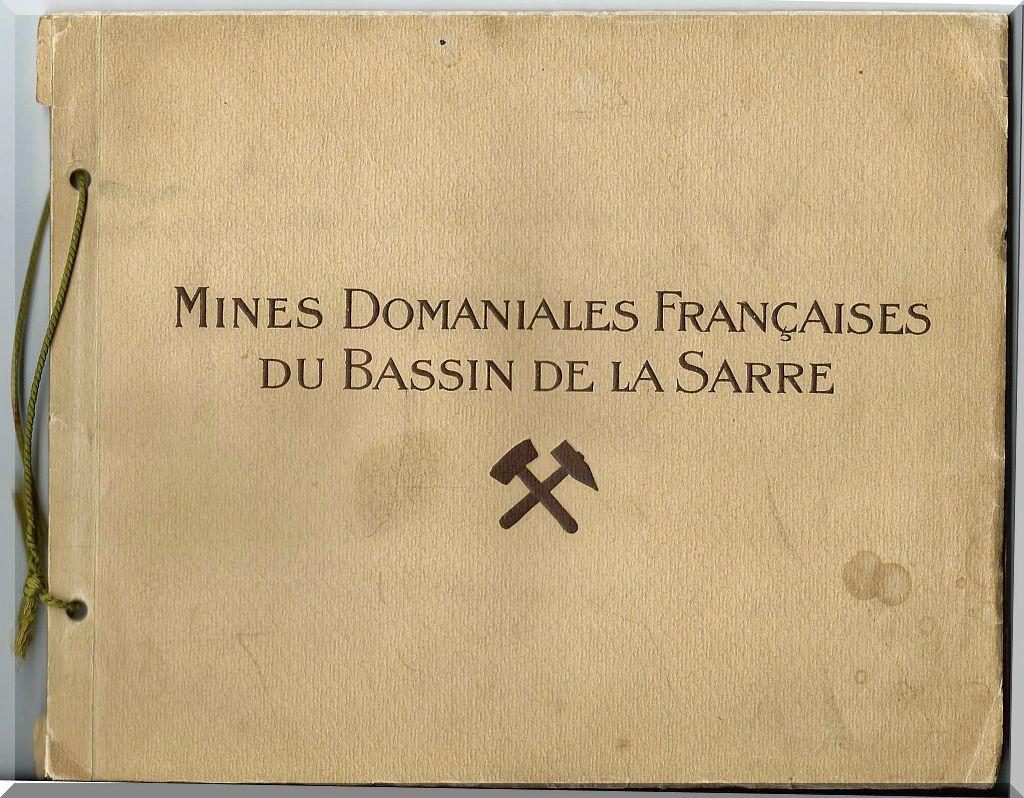 Mines Domaniales Françaises
du Bassin de la Sarre